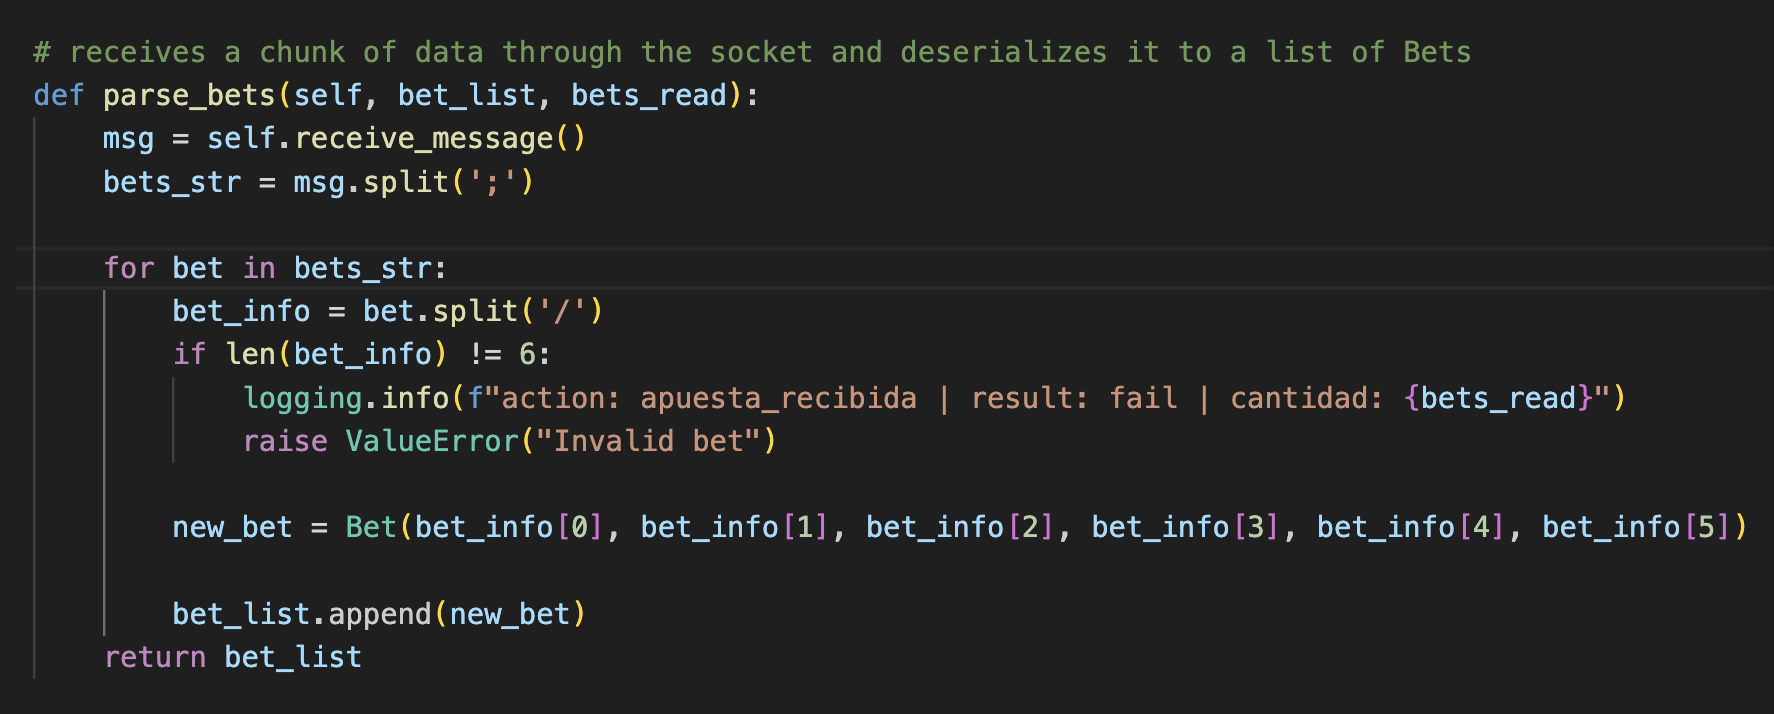 # receives a chunk of data through the socket and deserializes it to a list of Bets
def parse_bets(self, bet_list, bets_read):
    msg = self.receive_message()
    bets_str = msg.split(';')

    for bet in bets_str:
        bet_info = bet.split('/')
        if len(bet_info) != 6:
            logging.info(f"action: apuesta_recibida | result: fail | cantidad: {bets_read}")
            raise ValueError("Invalid bet")

        new_bet = Bet(bet_info[0], bet_info[1], bet_info[2], bet_info[3], bet_info[4], bet_info[5])

        bet_list.append(new_bet)
    return bet_list